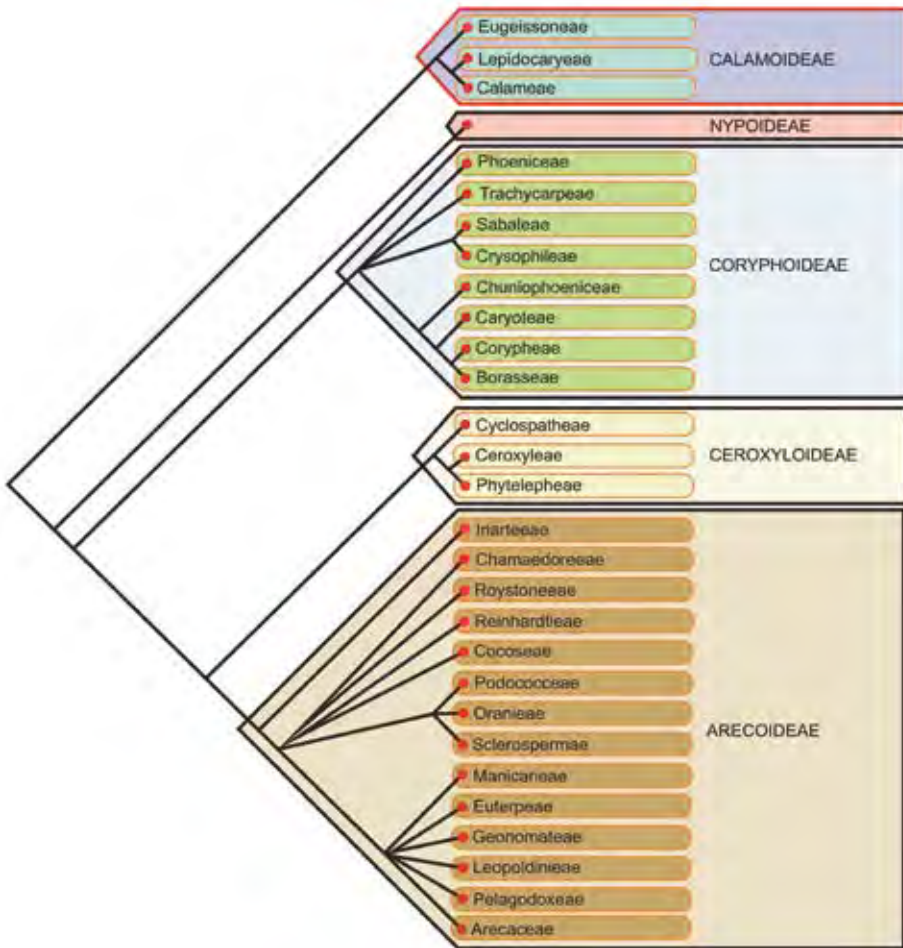 Eugeissoneae
Lepidocaryeae
Calameae
CALAMOIDEAE
NYPOIDEAE
Phoeniceae
Trachycarpeae
Sabaleae
Crysophileae
Chuniophoeniceae
Caryoteae
Corypheae
Borasseae
CORYPHOIDEAE
Cyclospatheae
Ceroxyleae
Phytelepheae
CEROXYLOIDEAE
Iriarteeae
Chamaedoreeae
Roystoneeae
Reinhardtieae
Cocoseae
Podococceae
Oranieae
Sclerospermae
Manicarieae
Euterpeae
Geonomateae
Leopoldinieae
Pelagodoxeae
Arecaceae
ARECOIDEAE